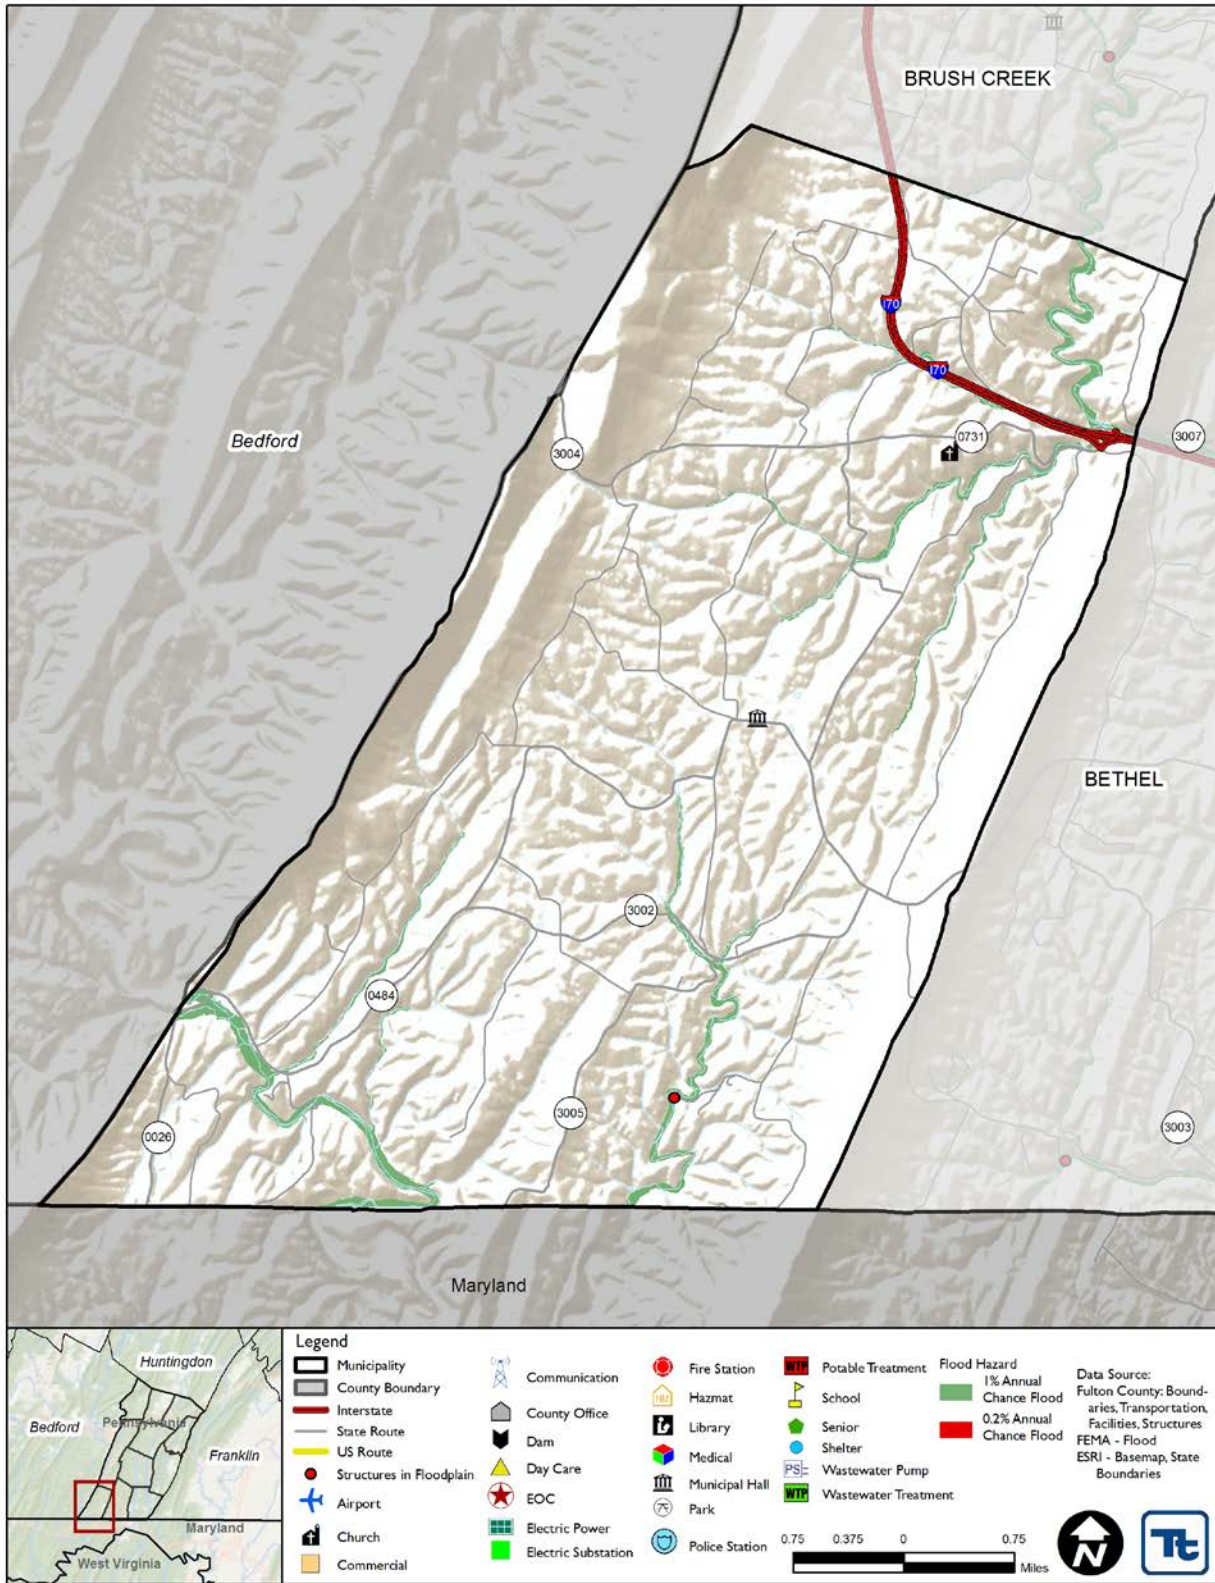 BRUSH CREEK
I70
I70
Bedford
3004
0731
3007
BETHEL
3002
0484
3005
0026
3003
Maryland
Huntingdon
Bedford
Pennsylvania
Franklin
Maryland
West Virginia
Legend
Municipality
County Boundary
Interstate
State Route
US Route
Structures in Floodplain
Airport
Church
Commercial
Communication
County Office
Dam
Day Care
EOC
Electric Power
Electric Substation
Fire Station
HM
Hazmat
Library
Medical
Municipal Hall
Park
Police Station
WTP Potable Treatment
School
Senior
Shelter
PS Wastewater Pump
WTP Wastewater Treatment
Flood Hazard
1% Annual
Chance Flood
0.2% Annual
Chance Flood
Data Source:
Fulton County: Bound-
aries, Transportation,
Facilities, Structures
FEMA - Flood
ESRI - Basemap, State
Boundaries
0.75 0.375 0 0.75
Miles
N
Tt